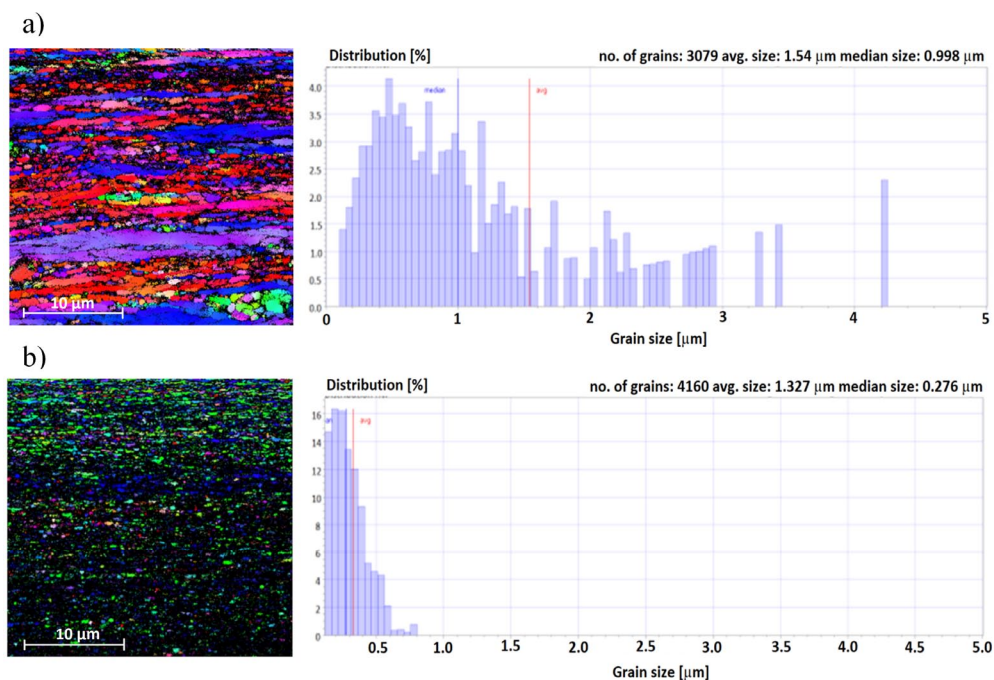 a)
Distribution [%]
no. of grains: 3079 avg. size: 1.54 μm median size: 0.998 μm
4.0
3.5
3.0
2.5
2.0
1.5
1.0
0.5
0.0
median
avg
0 1 2 3 4 5
Grain size [μm]
10 μm
b)
Distribution [%]
no. of grains: 4160 avg. size: 1.327 μm median size: 0.276 μm
16
14
12
10
8
6
4
2
0
avg
0.5 1.0 1.5 2.0 2.5 3.0 3.5 4.0 4.5 5.0
Grain size [μm]
10 μm